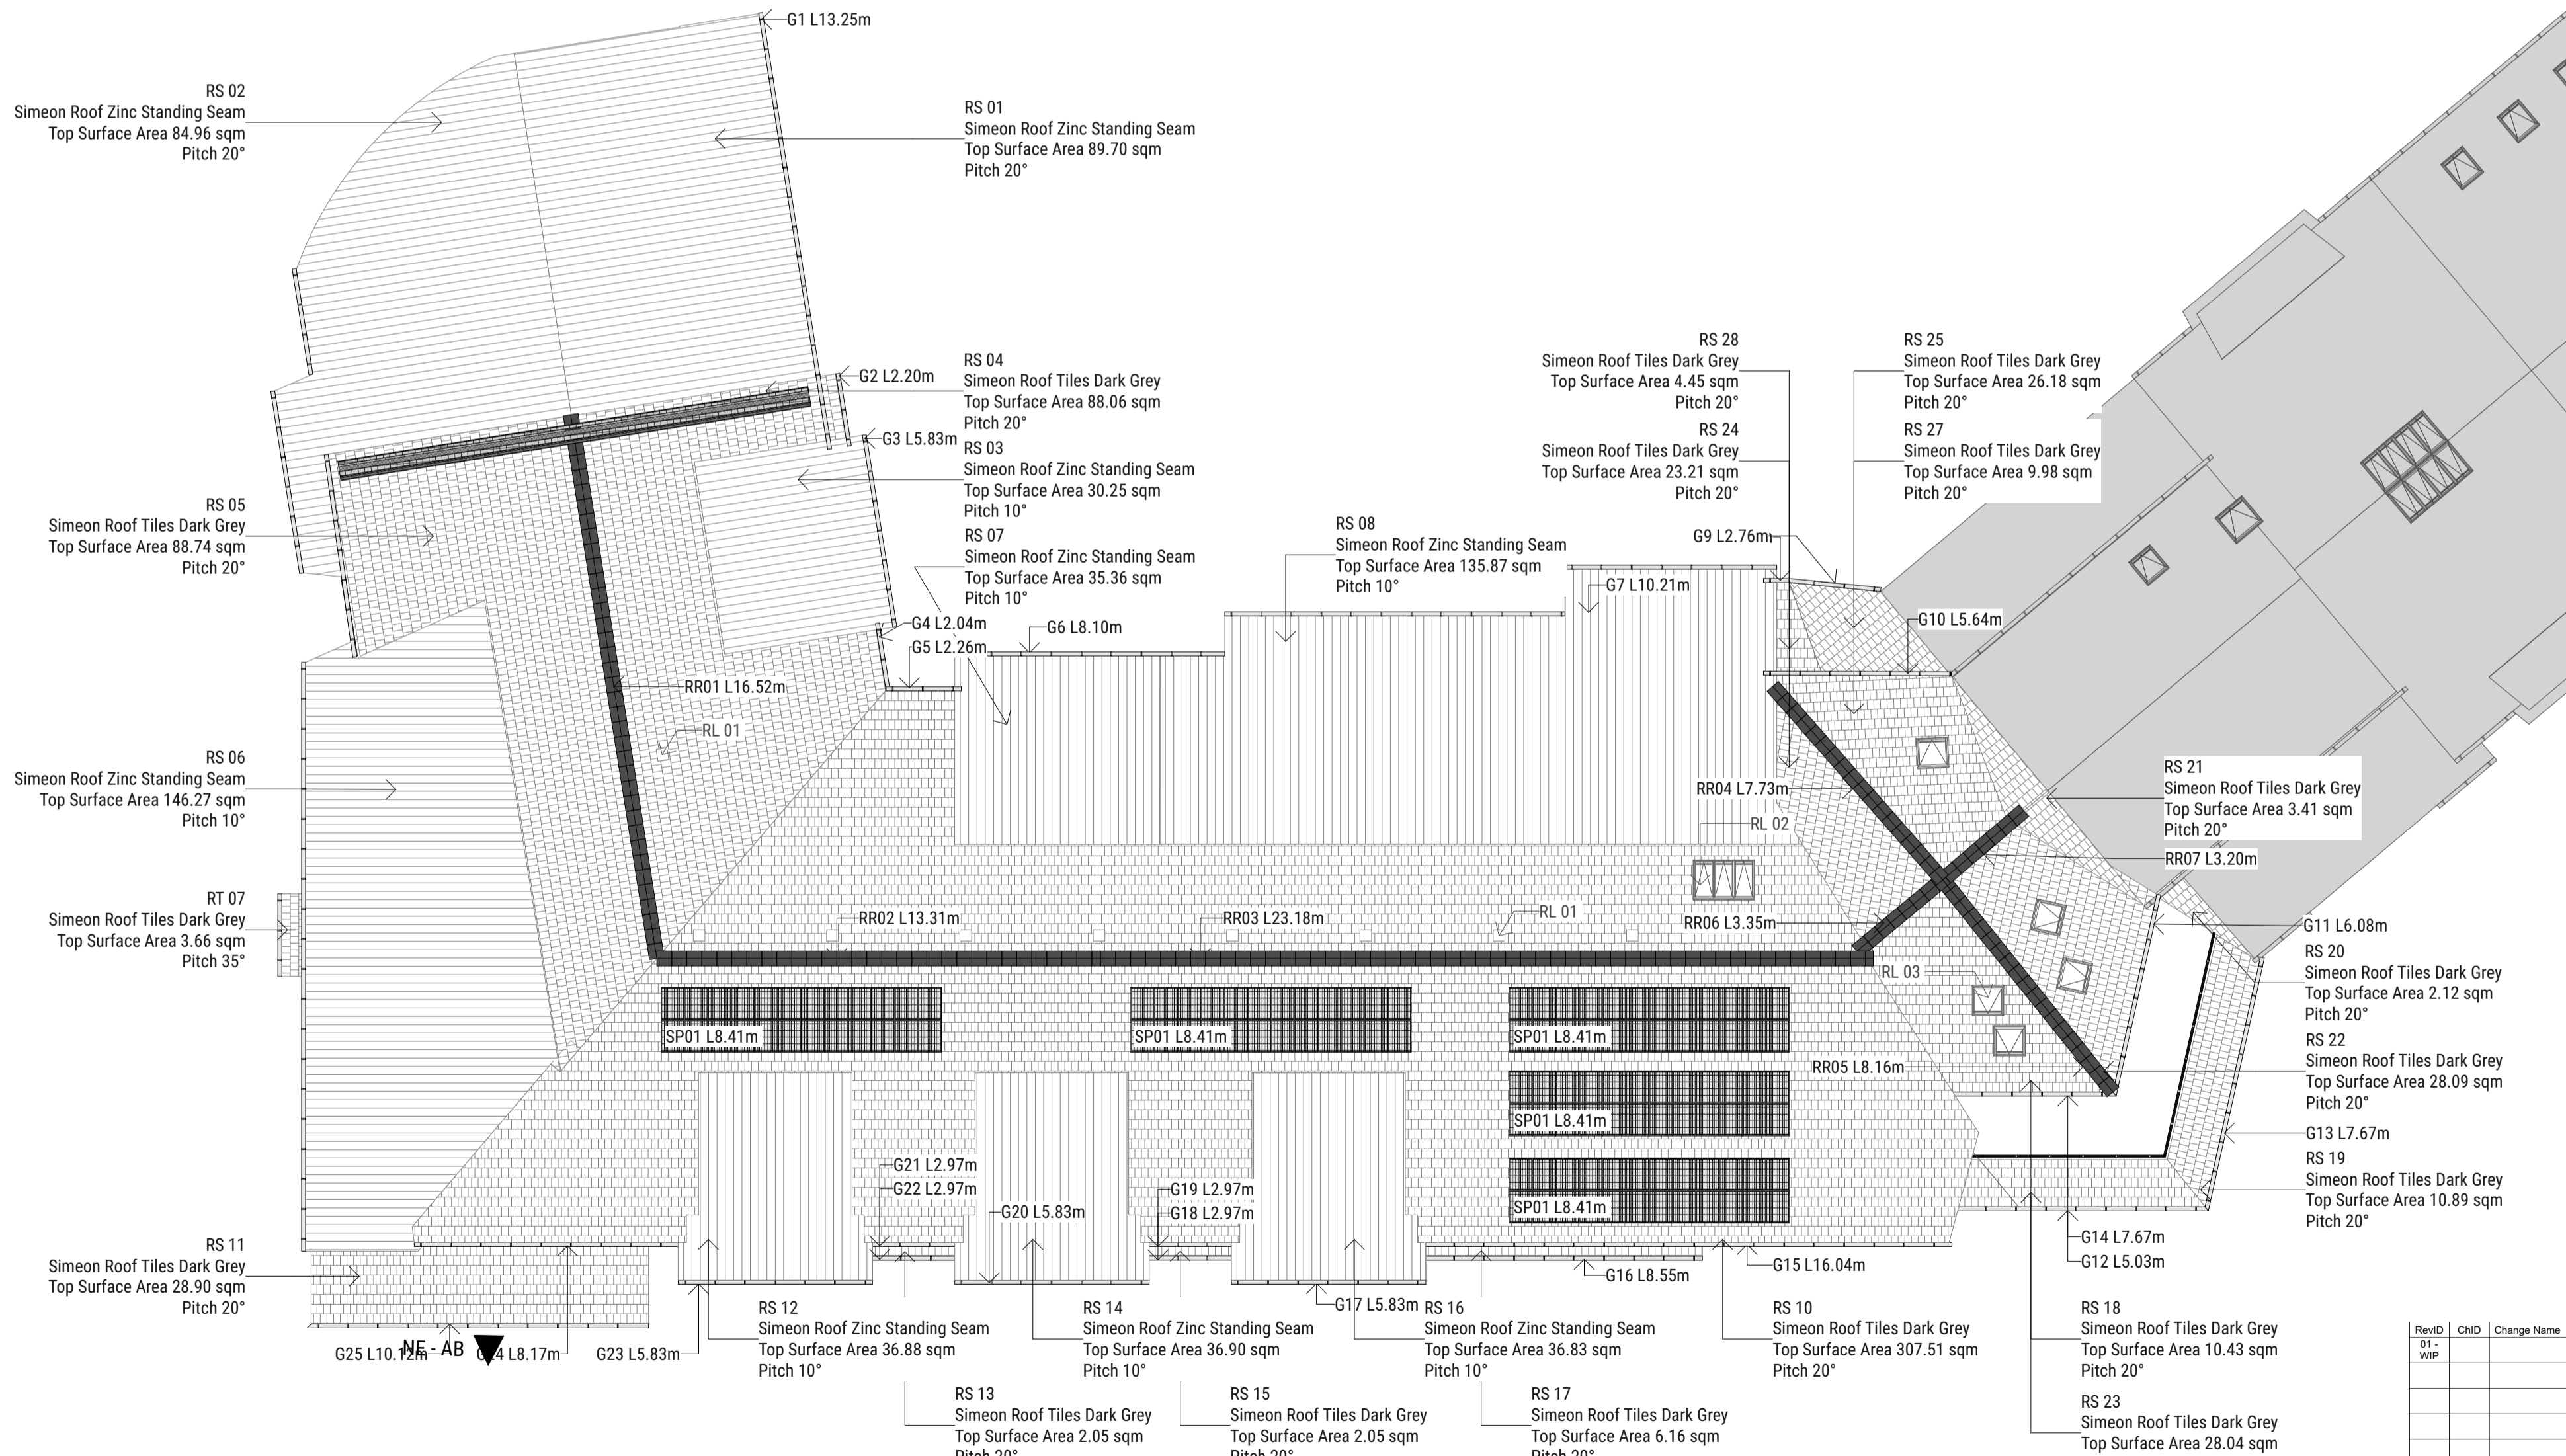 G1 L13.25m
RS 02
Simeon Roof Zinc Standing Seam
Top Surface Area 84.96 sqm
Pitch 20°
RS 01
Simeon Roof Zinc Standing Seam
Top Surface Area 89.70 sqm
Pitch 20°
G2 L2.20m
RS 04
Simeon Roof Tiles Dark Grey
Top Surface Area 88.06 sqm
Pitch 20°
G3 L5.83m
RS 03
Simeon Roof Zinc Standing Seam
Top Surface Area 30.25 sqm
Pitch 10°
RS 07
Simeon Roof Zinc Standing Seam
Top Surface Area 35.36 sqm
Pitch 10°
RS 28
Simeon Roof Tiles Dark Grey
Top Surface Area 4.45 sqm
Pitch 20°
RS 24
Simeon Roof Tiles Dark Grey
Top Surface Area 23.21 sqm
Pitch 20°
RS 25
Simeon Roof Tiles Dark Grey
Top Surface Area 26.18 sqm
Pitch 20°
RS 27
Simeon Roof Tiles Dark Grey
Top Surface Area 9.98 sqm
Pitch 20°
RS 05
Simeon Roof Tiles Dark Grey
Top Surface Area 88.74 sqm
Pitch 20°
RS 08
Simeon Roof Zinc Standing Seam
Top Surface Area 135.87 sqm
Pitch 10°
G9 L2.76m
G7 L10.21m
G10 L5.64m
G4 L2.04m
G5 L2.26m
G6 L8.10m
RR01 L16.52m
RL 01
RS 06
Simeon Roof Zinc Standing Seam
Top Surface Area 146.27 sqm
Pitch 10°
RR04 L7.73m
RL 02
RS 21
Simeon Roof Tiles Dark Grey
Top Surface Area 3.41 sqm
Pitch 20°
RR07 L3.20m
RT 07
Simeon Roof Tiles Dark Grey
Top Surface Area 3.66 sqm
Pitch 35°
RR02 L13.31m
RR03 L23.18m
RL 01
RR06 L3.35m
RL 03
G11 L6.08m
RS 20
Simeon Roof Tiles Dark Grey
Top Surface Area 2.12 sqm
Pitch 20°
SP01 L8.41m
SP01 L8.41m
SP01 L8.41m
RR05 L8.16m
RS 22
Simeon Roof Tiles Dark Grey
Top Surface Area 28.09 sqm
Pitch 20°
SP01 L8.41m
G13 L7.67m
RS 19
Simeon Roof Tiles Dark Grey
Top Surface Area 10.89 sqm
Pitch 20°
G21 L2.97m
G22 L2.97m
G19 L2.97m
G18 L2.97m
G20 L5.83m
SP01 L8.41m
RS 11
Simeon Roof Tiles Dark Grey
Top Surface Area 28.90 sqm
Pitch 20°
G14 L7.67m
G12 L5.03m
G15 L16.04m
G16 L8.55m
G17 L5.83m
G25 L10.12m
NE - AB
G24 L8.17m
G23 L5.83m
RS 12
Simeon Roof Zinc Standing Seam
Top Surface Area 36.88 sqm
Pitch 10°
RS 14
Simeon Roof Zinc Standing Seam
Top Surface Area 36.90 sqm
Pitch 10°
RS 16
Simeon Roof Zinc Standing Seam
Top Surface Area 36.83 sqm
Pitch 10°
RS 10
Simeon Roof Tiles Dark Grey
Top Surface Area 307.51 sqm
Pitch 20°
RS 18
Simeon Roof Tiles Dark Grey
Top Surface Area 10.43 sqm
Pitch 20°
RS 13
Simeon Roof Tiles Dark Grey
Top Surface Area 2.05 sqm
Pitch 20°
RS 15
Simeon Roof Tiles Dark Grey
Top Surface Area 2.05 sqm
Pitch 20°
RS 17
Simeon Roof Tiles Dark Grey
Top Surface Area 6.16 sqm
Pitch 20°
RS 23
Simeon Roof Tiles Dark Grey
Top Surface Area 28.04 sqm
RevID ChID Change Name
01 -
WIP